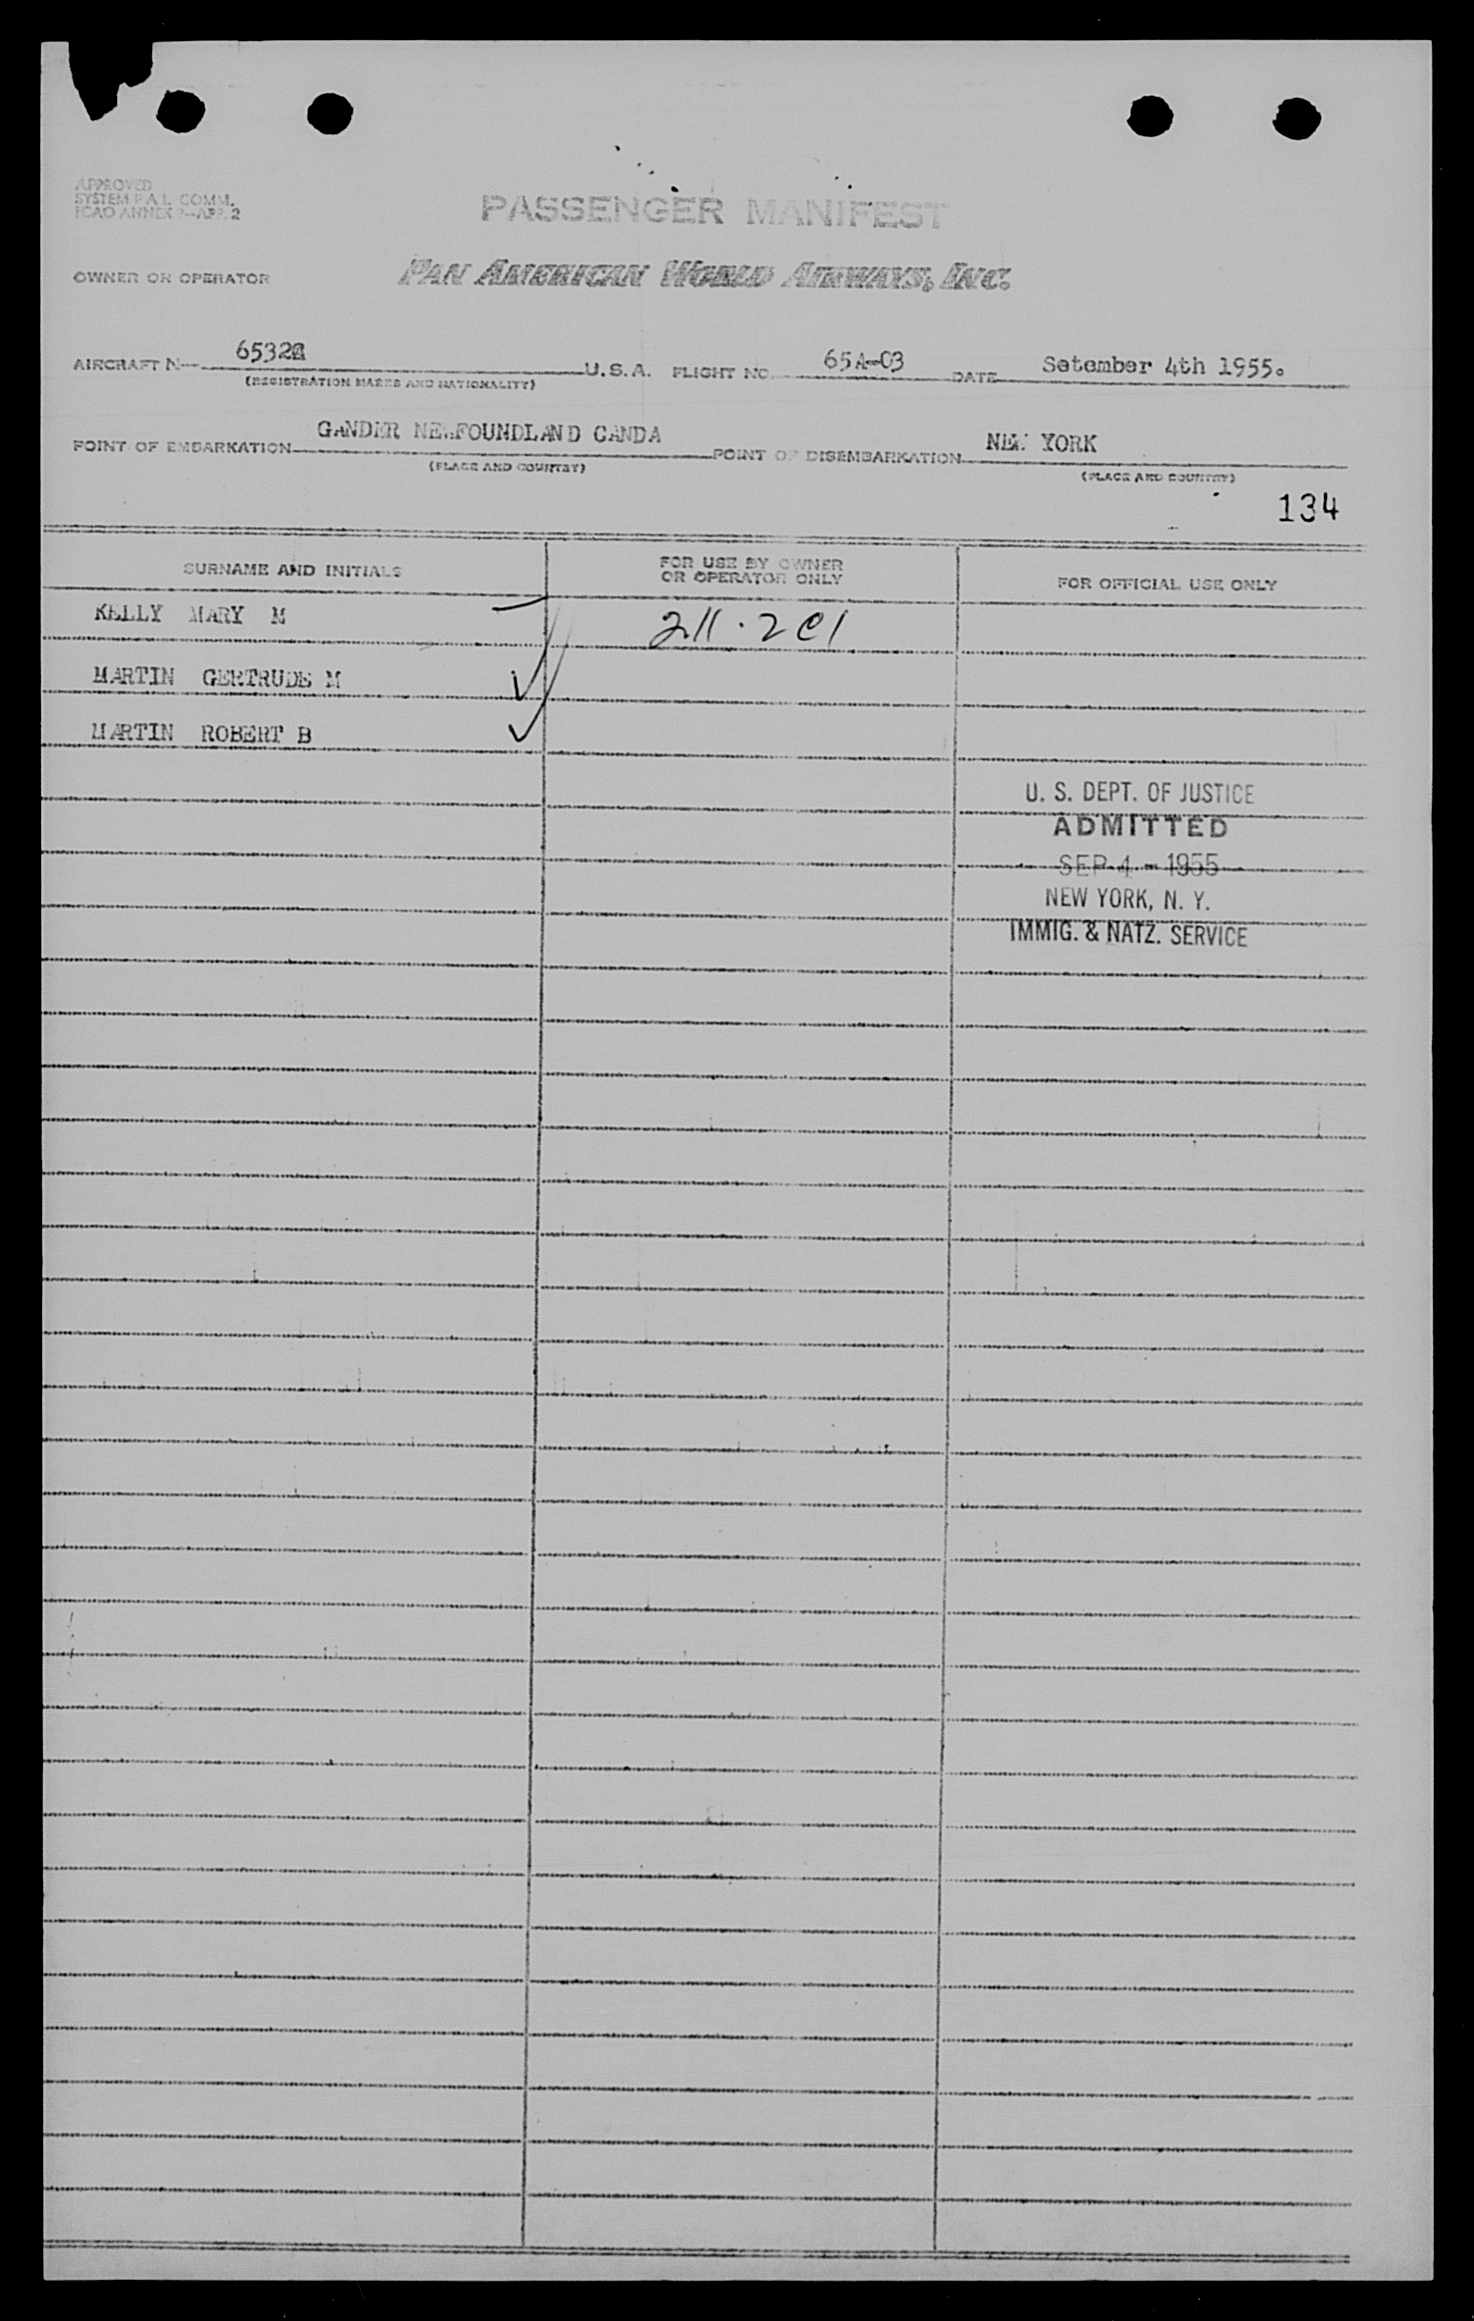 APPROVED
SYSTEM P.A.L. COMM.
ICAO ANNEX 9—APP. 2
PASSENGER MANIFEST
OWNER OR OPERATOR PAN AMERICAN WORLD AIRWAYS, INC.
AIRCRAFT N— U.S.A. FLIGHT NO. 65A-03 DATE Setember 4th 1955.
(REGISTRATION MARKS AND NATIONALITY)
POINT OF EMBARKATION GANDER NEWFOUNDLAND CANDA POINT OF DISEMBARKATION NEW YORK
(PLACE AND COUNTRY) (PLACE AND COUNTRY)
134
SURNAME AND INITIALS FOR USE BY OWNER OR OPERATOR ONLY FOR OFFICIAL USE ONLY
KELLY MARY M
MARTIN GERTRUDE M
MARTIN ROBERT B
U. S. DEPT. OF JUSTICE
ADMITTED
SEP 4 - 1955
NEW YORK, N. Y.
IMMIG. & NATZ. SERVICE